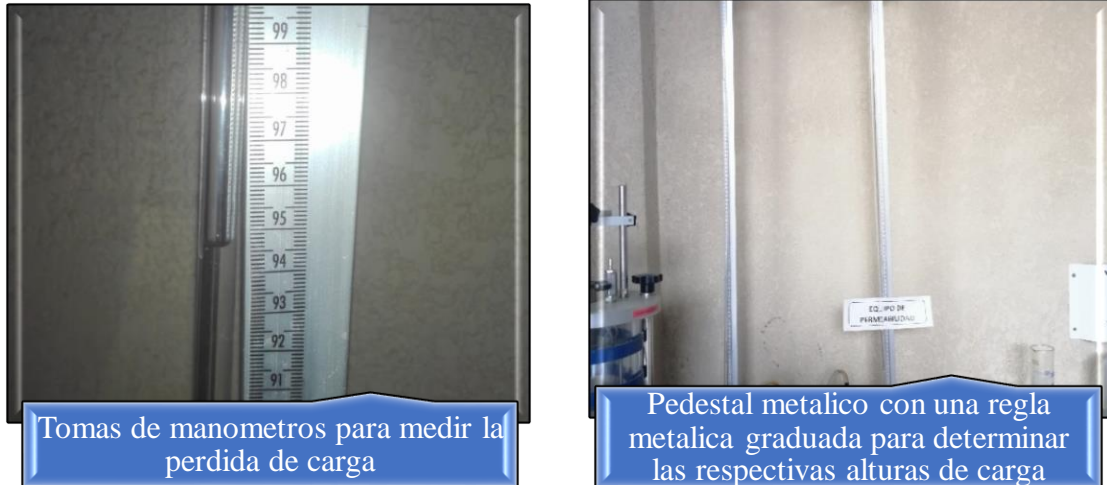 99
98
97
96
95
94
93
92
91
EQUIPO DE
PERMEABILIDAD
Tomas de manometros para medir la
perdida de carga
Pedestal metalico con una regla
metalica graduada para determinar
las respectivas alturas de carga